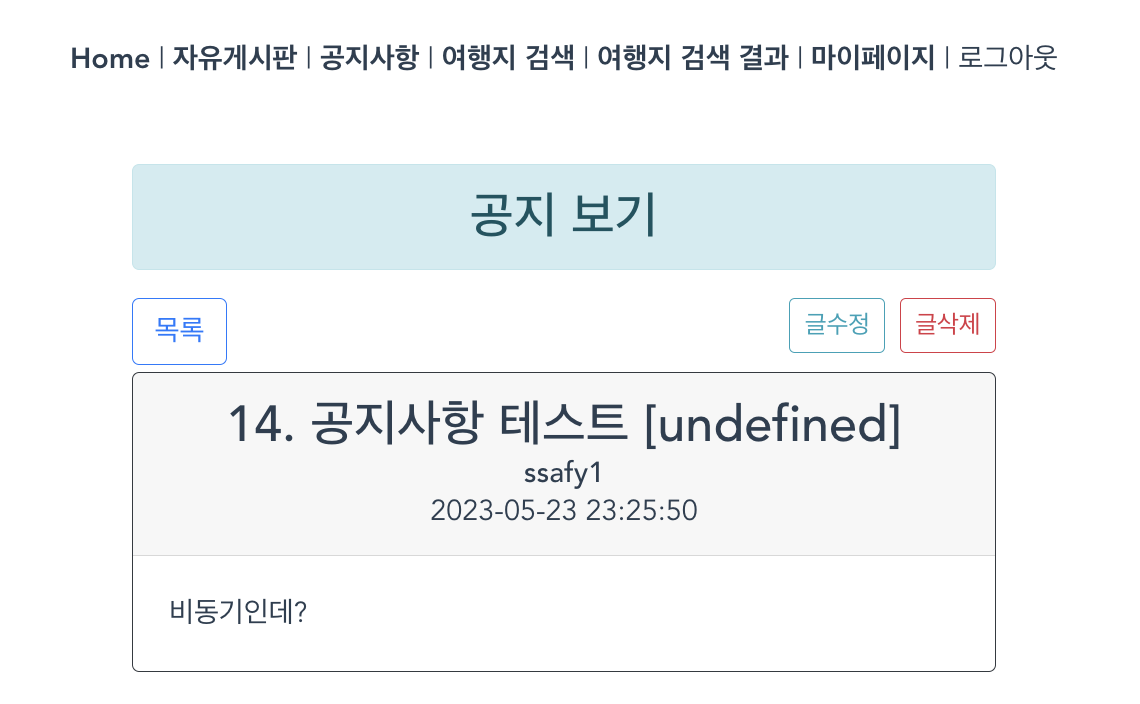 Home | 자유게시판 | 공지사항 | 여행지 검색 | 여행지 검색 결과 | 마이페이지 | 로그아웃
공지 보기
목록 글수정 글삭제
14. 공지사항 테스트 [undefined]
ssafy1
2023-05-23 23:25:50
비동기인데?